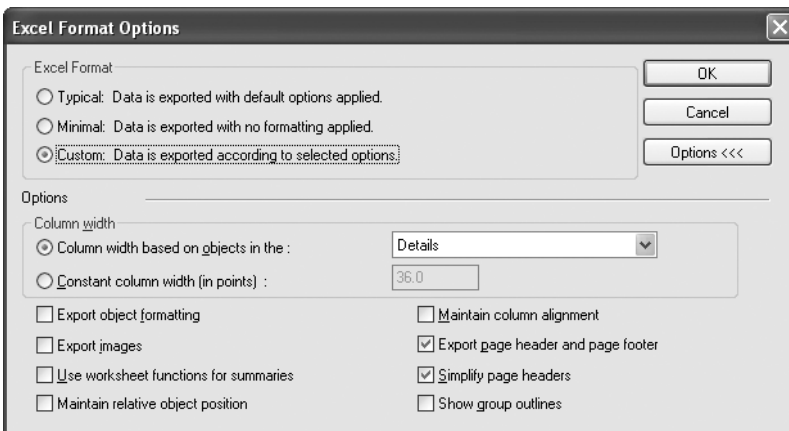 Excel Format Options
Excel Format
Typical: Data is exported with default options applied.
Minimal: Data is exported with no formatting applied.
Custom: Data is exported according to selected options.
OK
Cancel
Options <<<
Options
Column width
Column width based on objects in the :
Details
Constant column width (in points) :
36.0
Export object formatting
Maintain column alignment
Export images
Export page header and page footer
Use worksheet functions for summaries
Simplify page headers
Maintain relative object position
Show group outlines